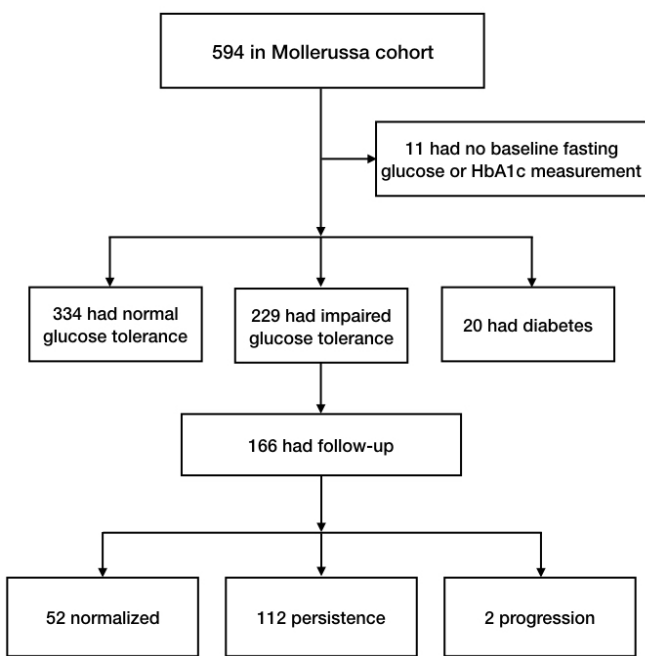 594 in Mollerussa cohort
11 had no baseline fasting
glucose or HbA1c measurement
334 had normal
glucose tolerance
229 had impaired
glucose tolerance
20 had diabetes
166 had follow-up
52 normalized
112 persistence
2 progression